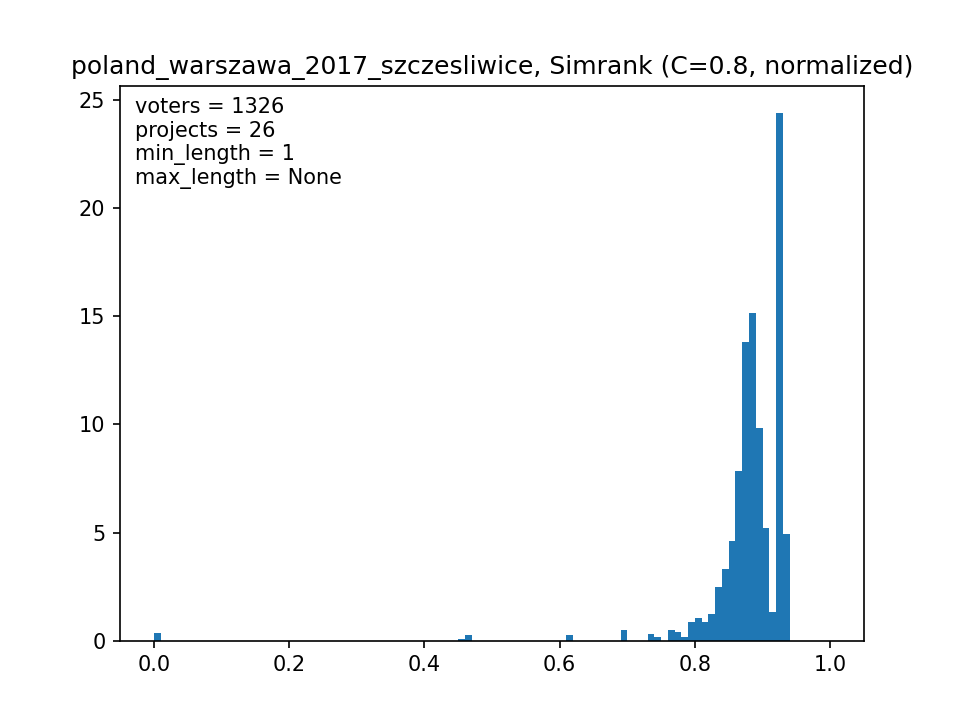 poland_warszawa_2017_szczesliwice, Simrank (C=0.8, normalized)
voters = 1326
projects = 26
min_length = 1
max_length = None
25
20
15
10
5
0
0.0 0.2 0.4 0.6 0.8 1.0